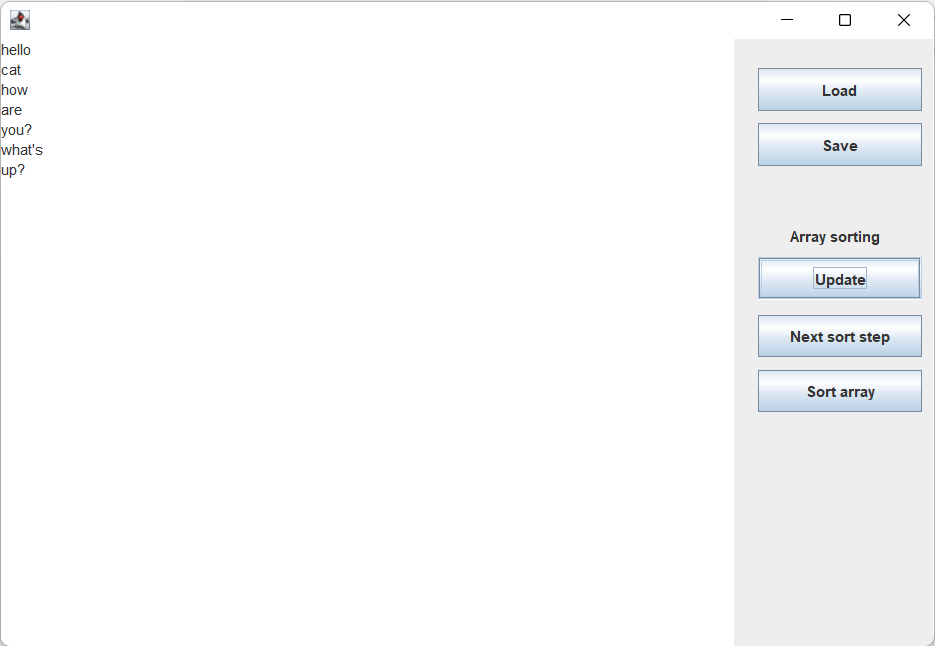 hello
cat
how
are
you?
what's
up?
Load
Save
Array sorting
Update
Next sort step
Sort array